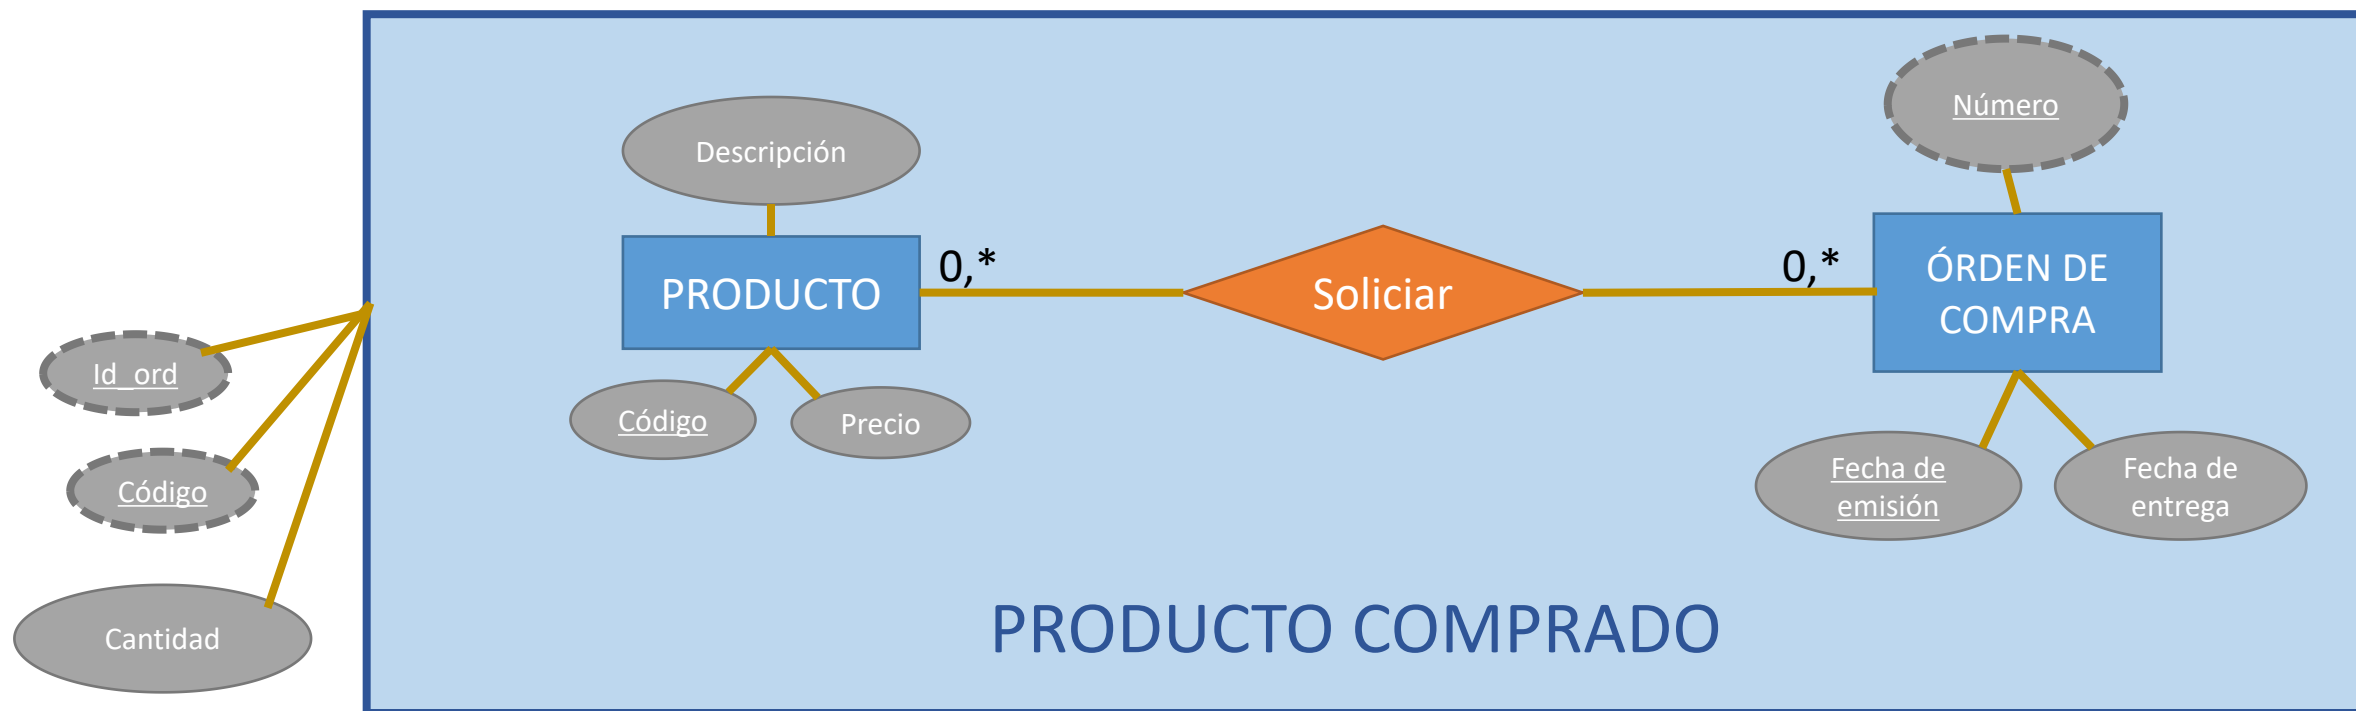 Número
Descripción
PRODUCTO
0,*
Soliciar
0,*
ÓRDEN DE
COMPRA
Id_ord
Código
Precio
Fecha de
emisión
Fecha de
entrega
Código
Cantidad
PRODUCTO COMPRADO